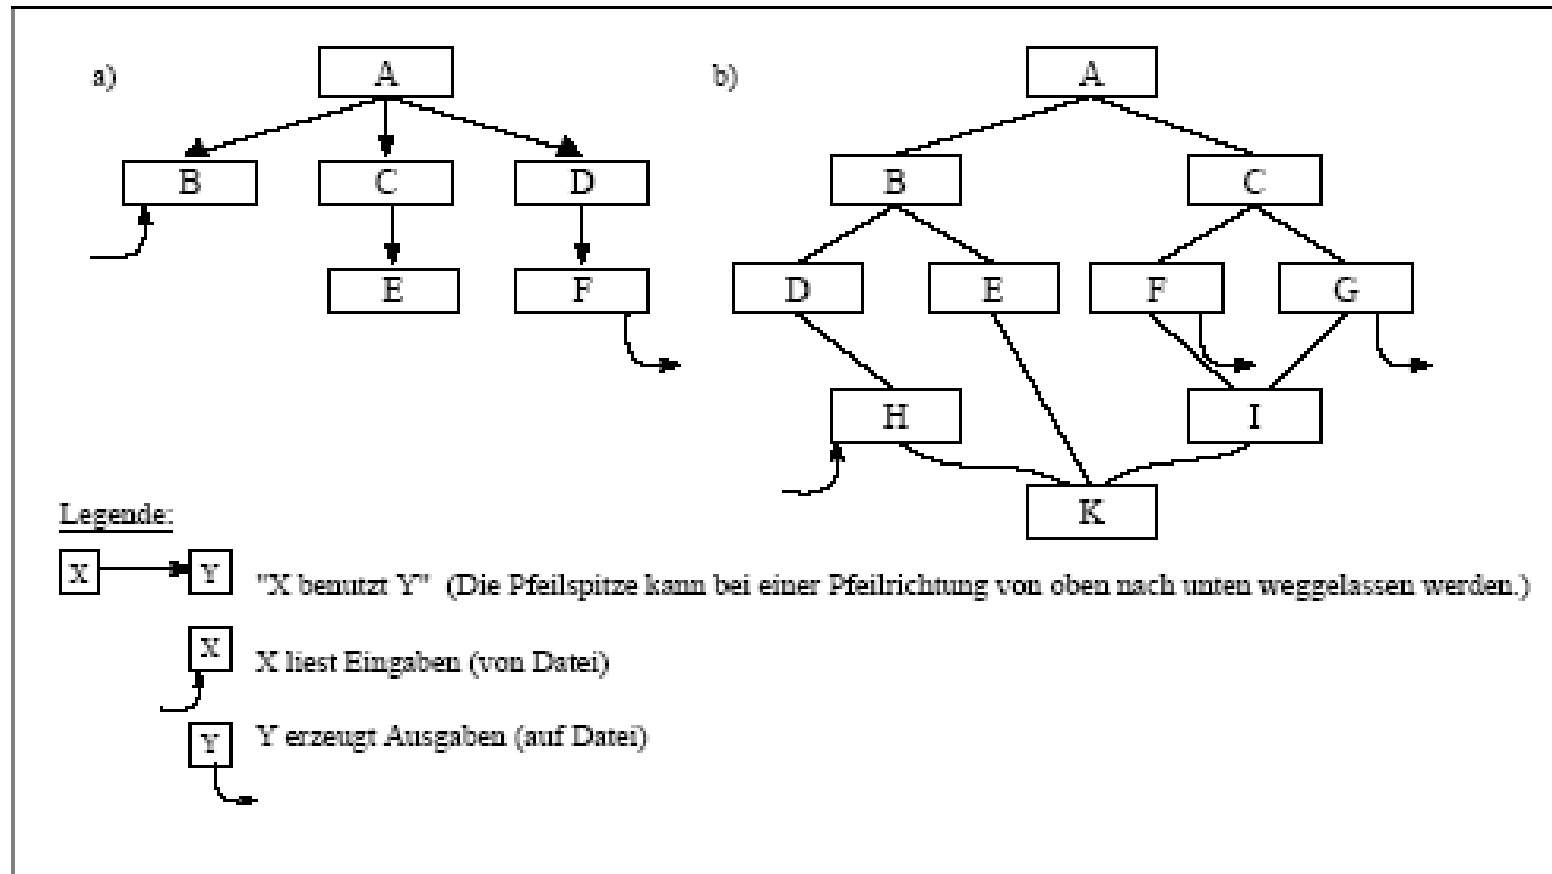 a)
A
B C D
E F
b)
A
B C
D E F G
H I
K
Legende:
X Y "X benutzt Y" (Die Pfeilspitze kann bei einer Pfeilrichtung von oben nach unten weggelassen werden.)
X X liest Eingaben (von Datei)
Y Y erzeugt Ausgaben (auf Datei)